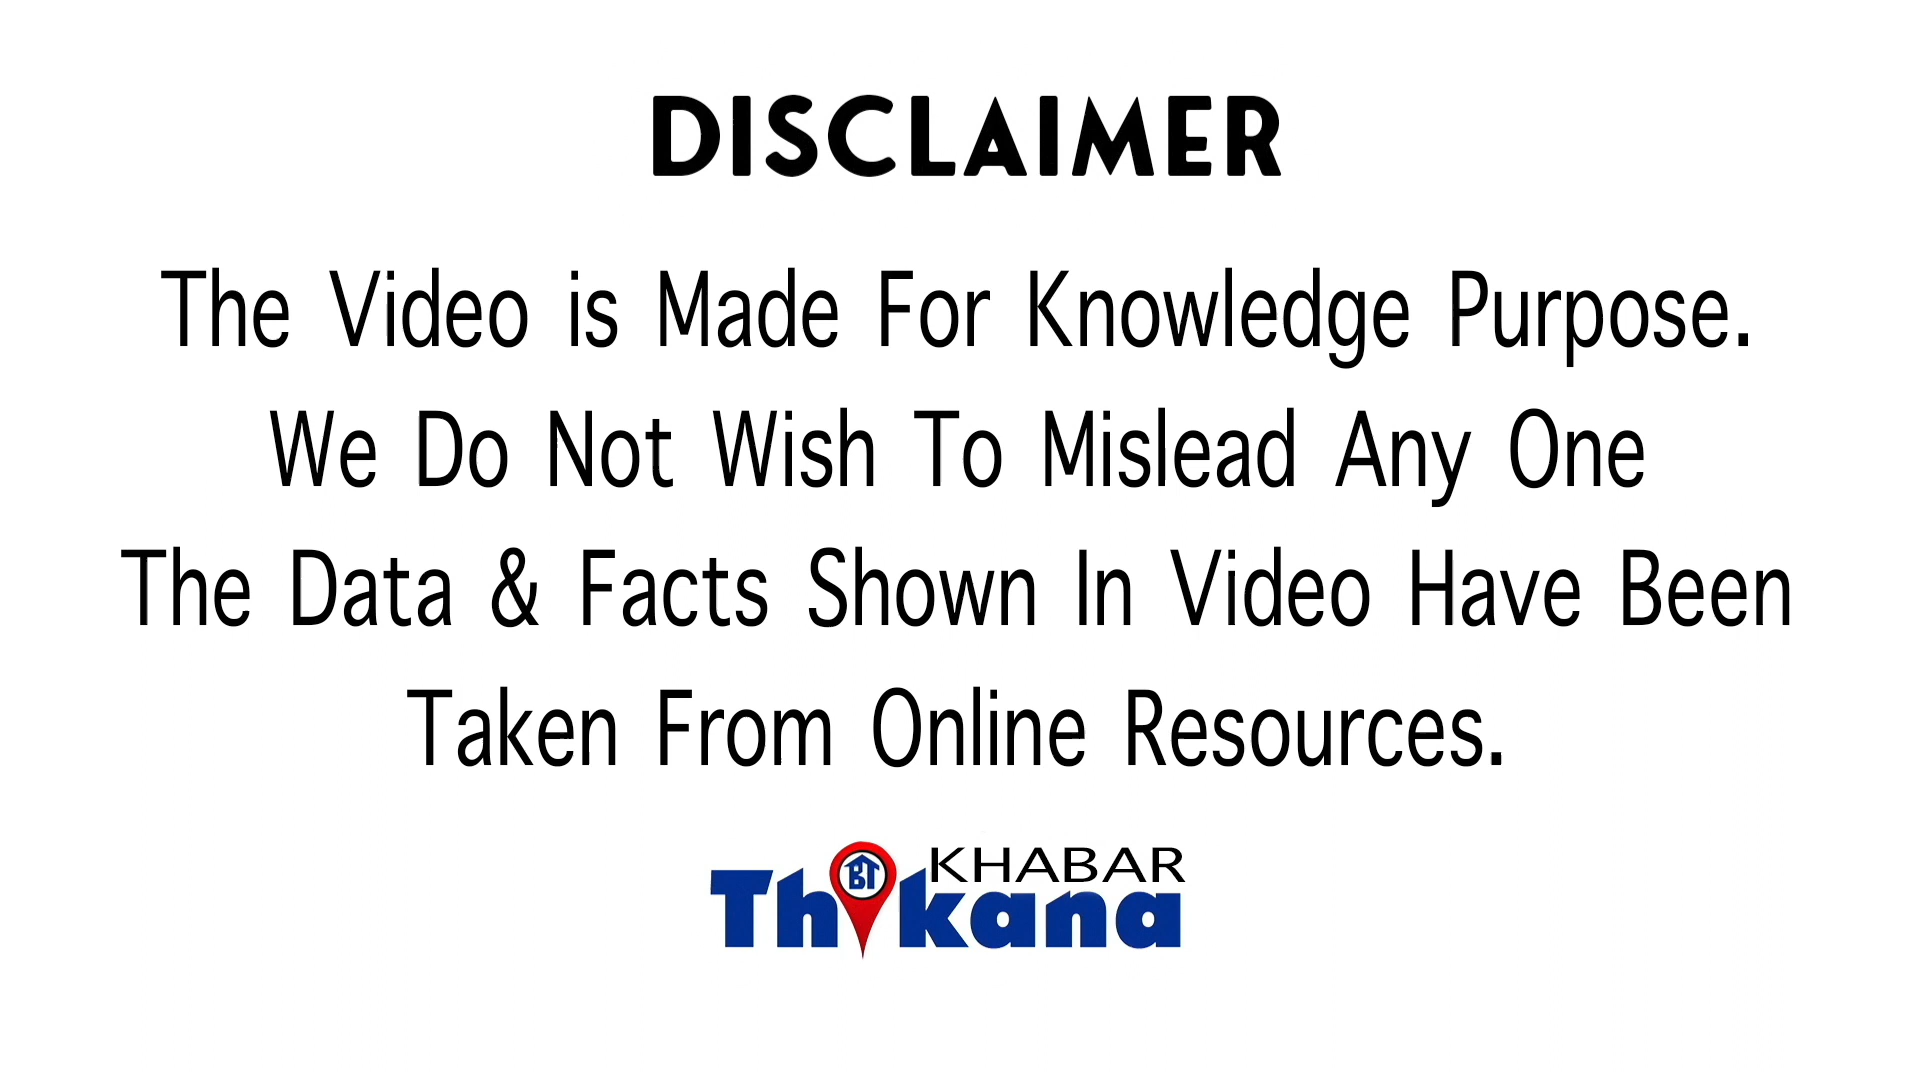 DISCLAIMER
The Video is Made For Knowledge Purpose.
We Do Not Wish To Mislead Any One
The Data & Facts Shown In Video Have Been
Taken From Online Resources.
KHABAR
BT
Thikana